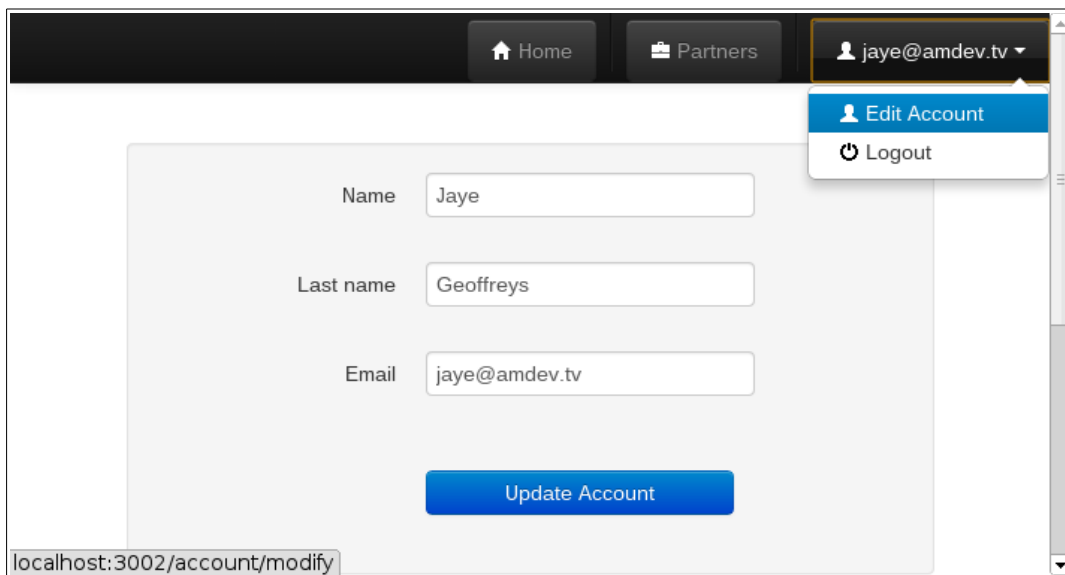 Home Partners jaye@amdev.tv
Edit Account
Logout
Name Jaye
Last name Geoffreys
Email jaye@amdev.tv
Update Account
localhost:3002/account/modify